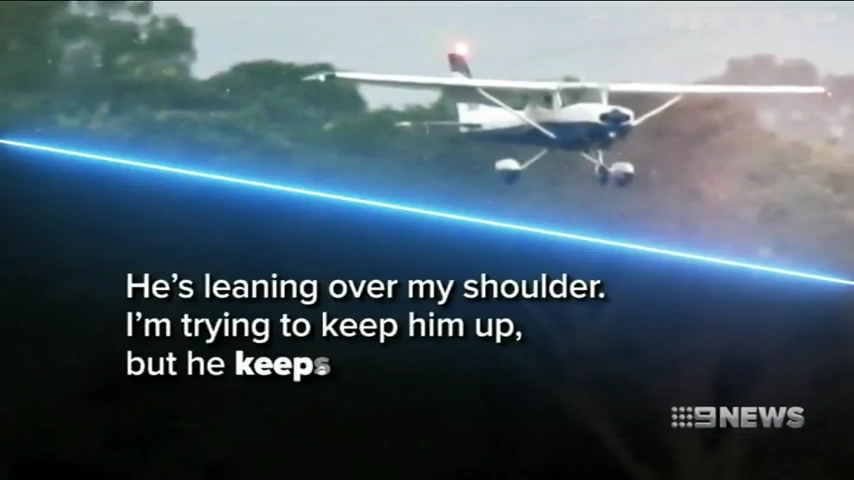 He's leaning over my shoulder.
I'm trying to keep him up,
but he keeps
9NEWS